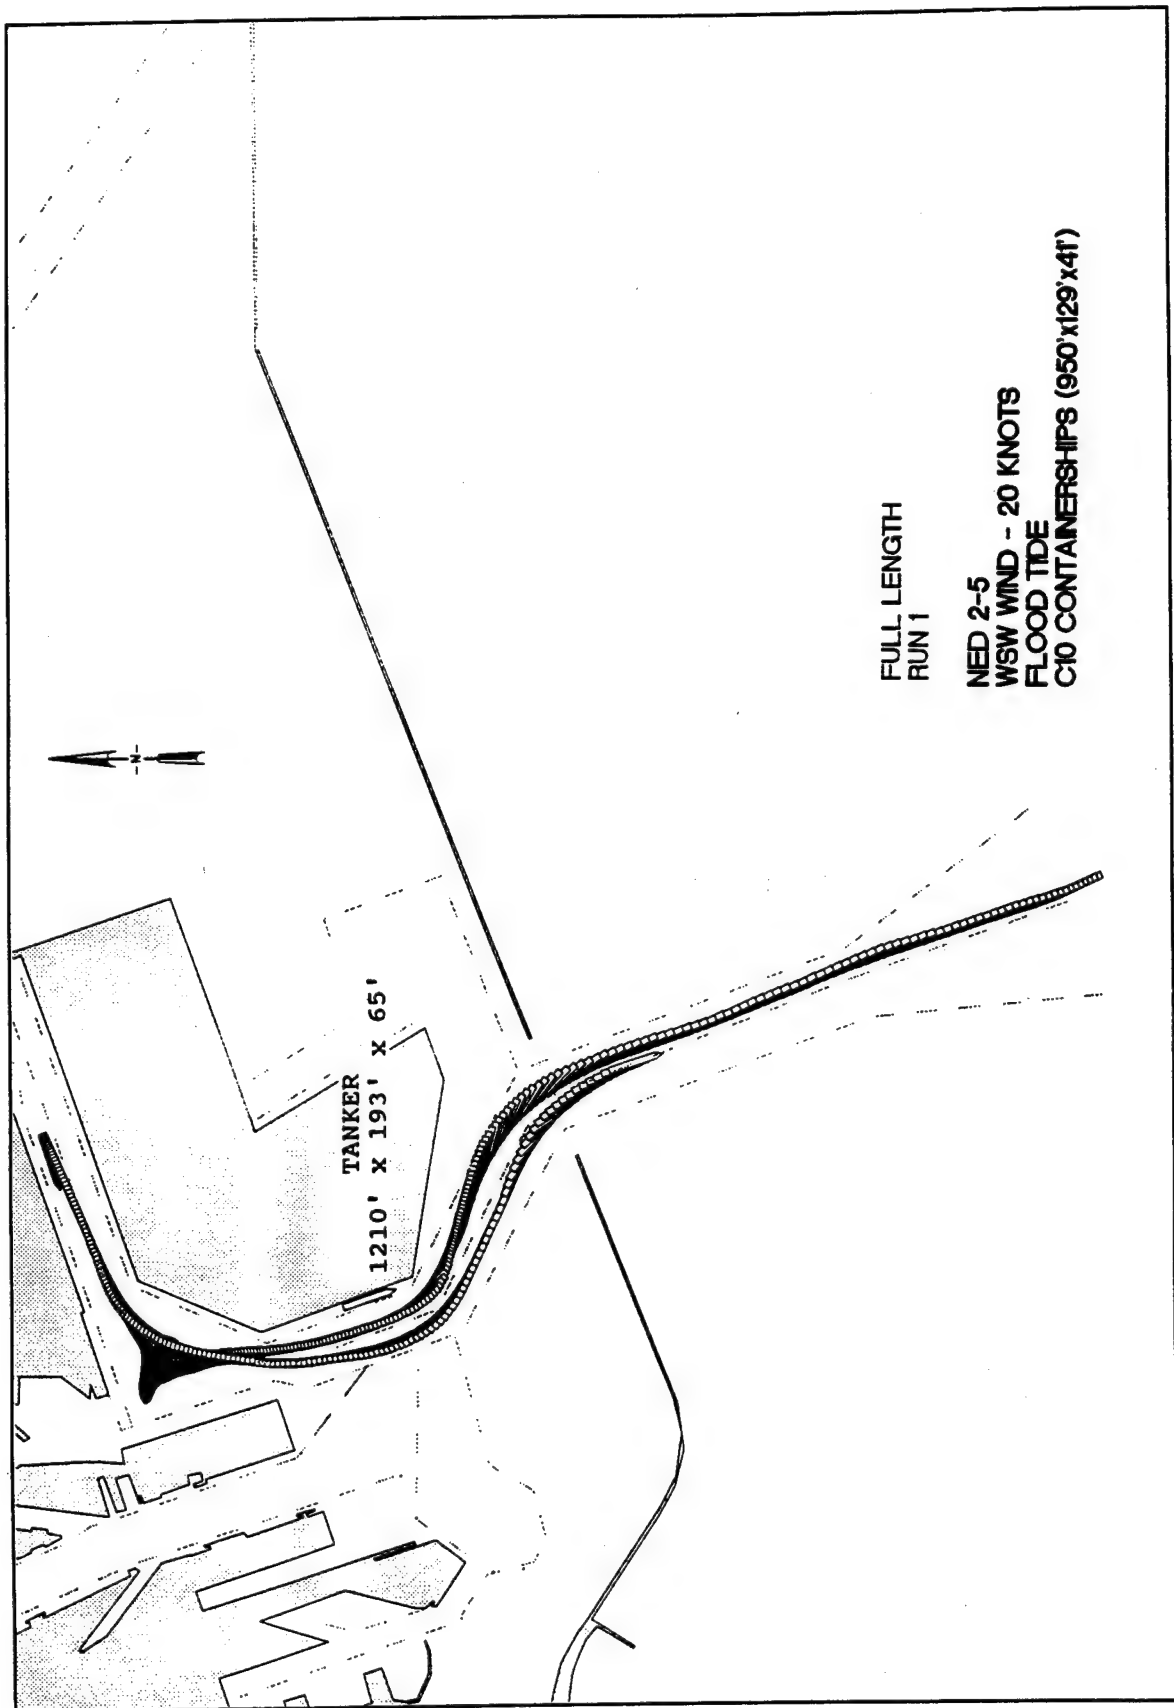 N
TANKER
1210' X 193' X 65'
FULL LENGTH
RUN 1
NED 2-5
WSW WIND - 20 KNOTS
FLOOD TIDE
C10 CONTAINERSHIPS (950'x129'x41')